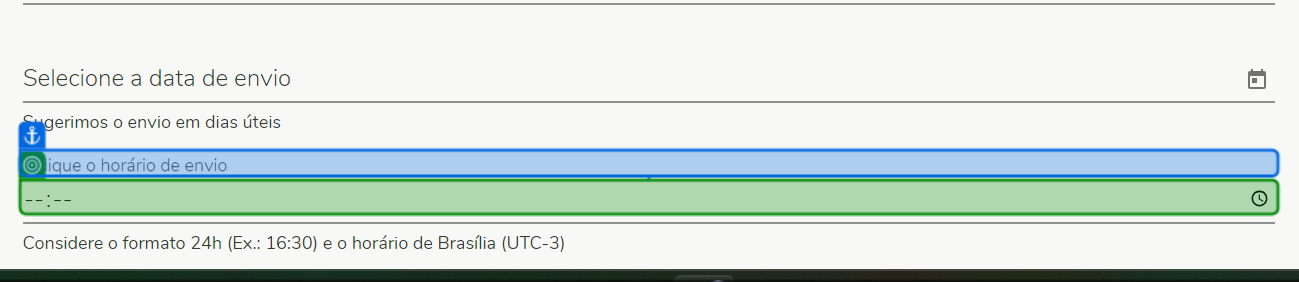 Selecione a data de envio
Sugerimos o envio em dias úteis
ique o horário de envio
--:--
Considere o formato 24h (Ex.: 16:30) e o horário de Brasília (UTC-3)